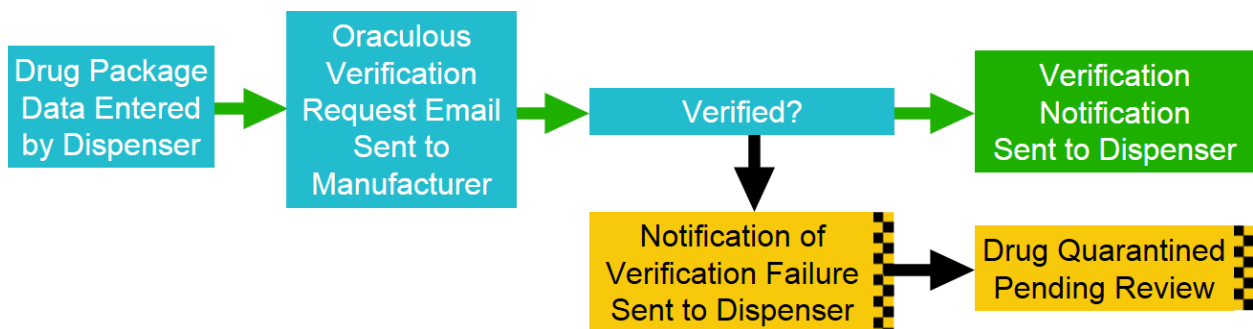 Drug Package
Data Entered
by Dispenser
Oraculous
Verification
Request Email
Sent to
Manufacturer
Verified?
Verification
Notification
Sent to Dispenser
Notification of
Verification Failure
Sent to Dispenser
Drug Quarantined
Pending Review